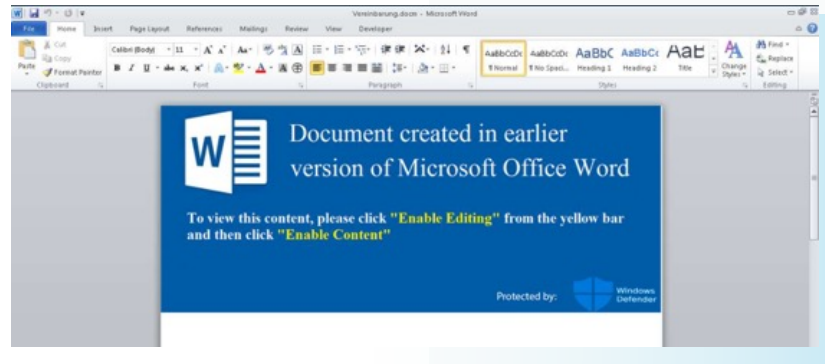 Vereinbarung.docm - Microsoft Word
File Home Insert Page Layout References Mailings Review View Developer
Cut
Copy
Paste
Format Painter
Calibri (Body) 11
AaBbCcDc AaBbCcDc AaBbC AaBbCc AaB
¶ Normal ¶ No Spaci... Heading 1 Heading 2 Title
Change Styles
Find
Replace
Select
Clipboard Font Paragraph Styles Editing
Document created in earlier
version of Microsoft Office Word
To view this content, please click "Enable Editing" from the yellow bar
and then click "Enable Content"
Protected by: Windows
Defender